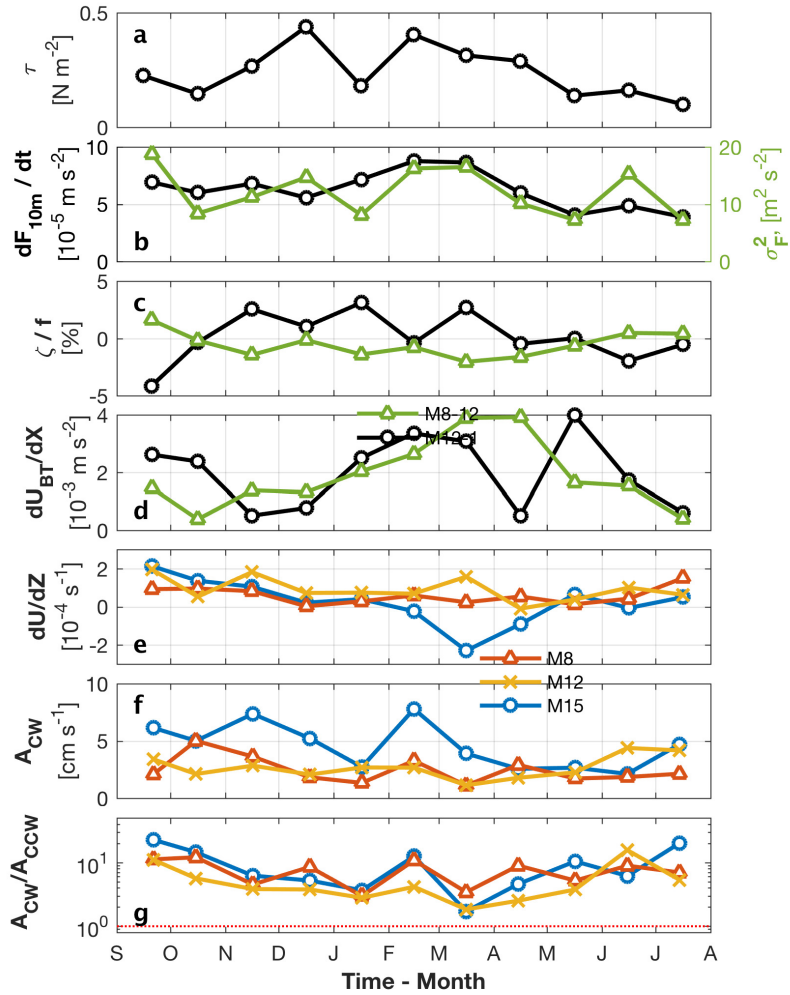 a
0.5
0
τ
[N m-2]
b
10
5
0
20
10
0
dF10m / dt
[10-5 m s-2]
σ2F, [m2 s-2]
c
5
0
-5
ζ / f
[%]
d
4
2
0
dUBT/dX
[10-3 m s-2]
M8-12
M12-1
e
2
0
-2
dU/dZ
[10-4 s-1]
M8
M12
M15
f
10
5
0
ACW
[cm s-1]
g
101
100
ACW/ACCW
S O N D J F M A M J J A
Time - Month